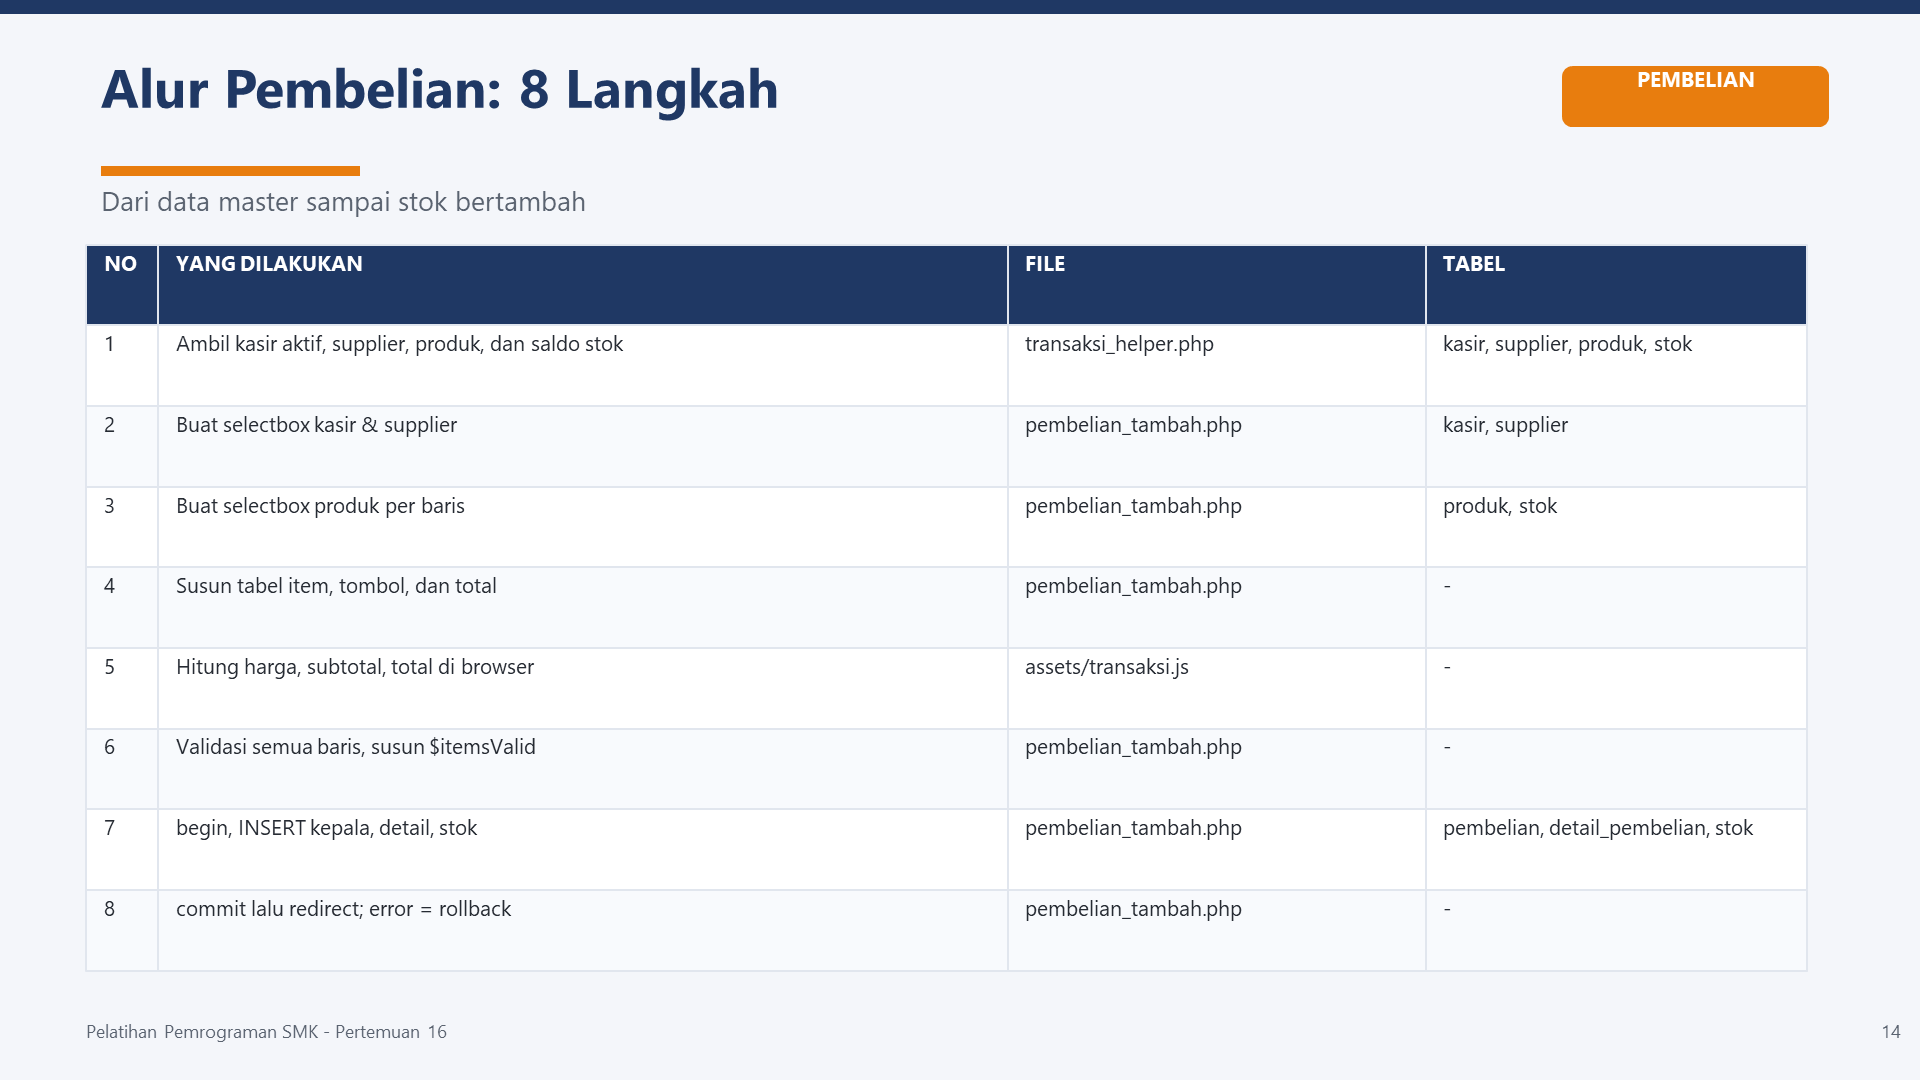 Alur Pembelian: 8 Langkah
PEMBELIAN
Dari data master sampai stok bertambah
NO YANG DILAKUKAN FILE TABEL
1 Ambil kasir aktif, supplier, produk, dan saldo stok transaksi_helper.php kasir, supplier, produk, stok
2 Buat selectbox kasir & supplier pembelian_tambah.php kasir, supplier
3 Buat selectbox produk per baris pembelian_tambah.php produk, stok
4 Susun tabel item, tombol, dan total pembelian_tambah.php -
5 Hitung harga, subtotal, total di browser assets/transaksi.js -
6 Validasi semua baris, susun $itemsValid pembelian_tambah.php -
7 begin, INSERT kepala, detail, stok pembelian_tambah.php pembelian, detail_pembelian, stok
8 commit lalu redirect; error = rollback pembelian_tambah.php -
Pelatihan Pemrograman SMK - Pertemuan 16
14